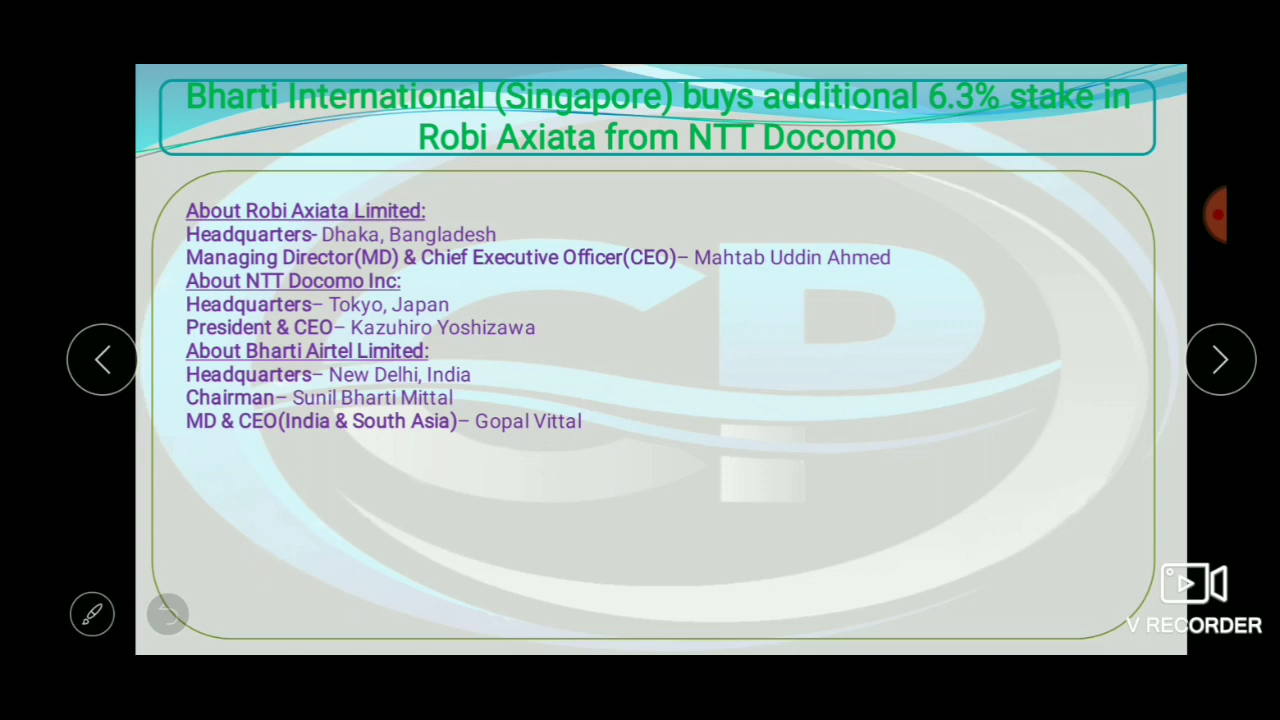 Bharti International (Singapore) buys additional 6.3% stake in
Robi Axiata from NTT Docomo
About Robi Axiata Limited:
Headquarters- Dhaka, Bangladesh
Managing Director(MD) & Chief Executive Officer(CEO)– Mahtab Uddin Ahmed
About NTT Docomo Inc:
Headquarters– Tokyo, Japan
President & CEO– Kazuhiro Yoshizawa
About Bharti Airtel Limited:
Headquarters– New Delhi, India
Chairman– Sunil Bharti Mittal
MD & CEO(India & South Asia)– Gopal Vittal
V RECORDER